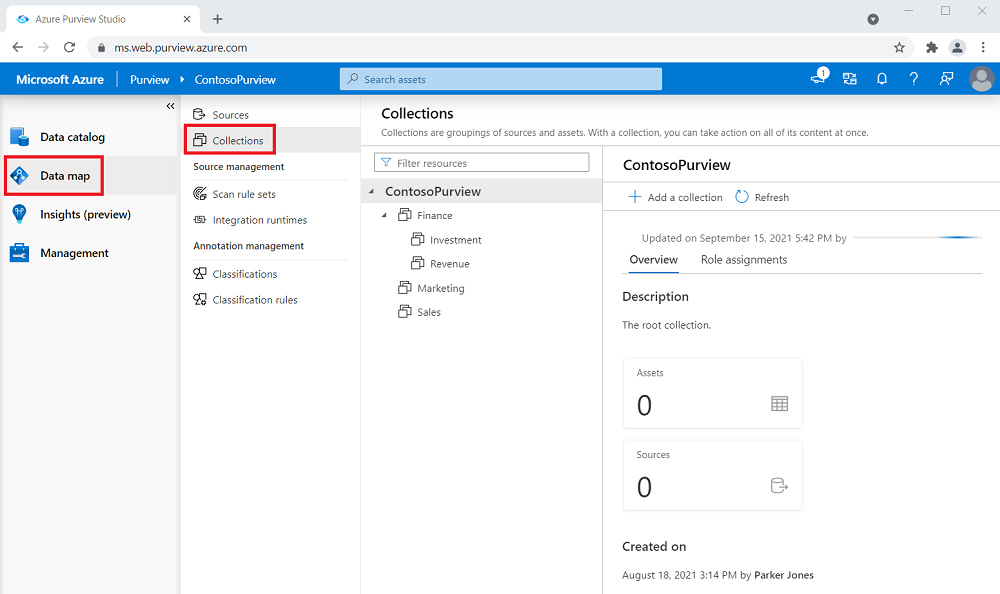 Azure Purview Studio
ms.web.purview.azure.com
Microsoft Azure
Purview
ContosoPurview
Search assets
1
Data catalog
Data map
Insights (preview)
Management
Sources
Collections
Source management
Scan rule sets
Integration runtimes
Annotation management
Classifications
Classification rules
Collections
Collections are groupings of sources and assets. With a collection, you can take action on all of its content at once.
Filter resources
ContosoPurview
Finance
Investment
Revenue
Marketing
Sales
ContosoPurview
Add a collection
Refresh
Updated on September 15, 2021 5:42 PM by
Overview
Role assignments
Description
The root collection.
Assets
0
Sources
0
Created on
August 18, 2021 3:14 PM by Parker Jones